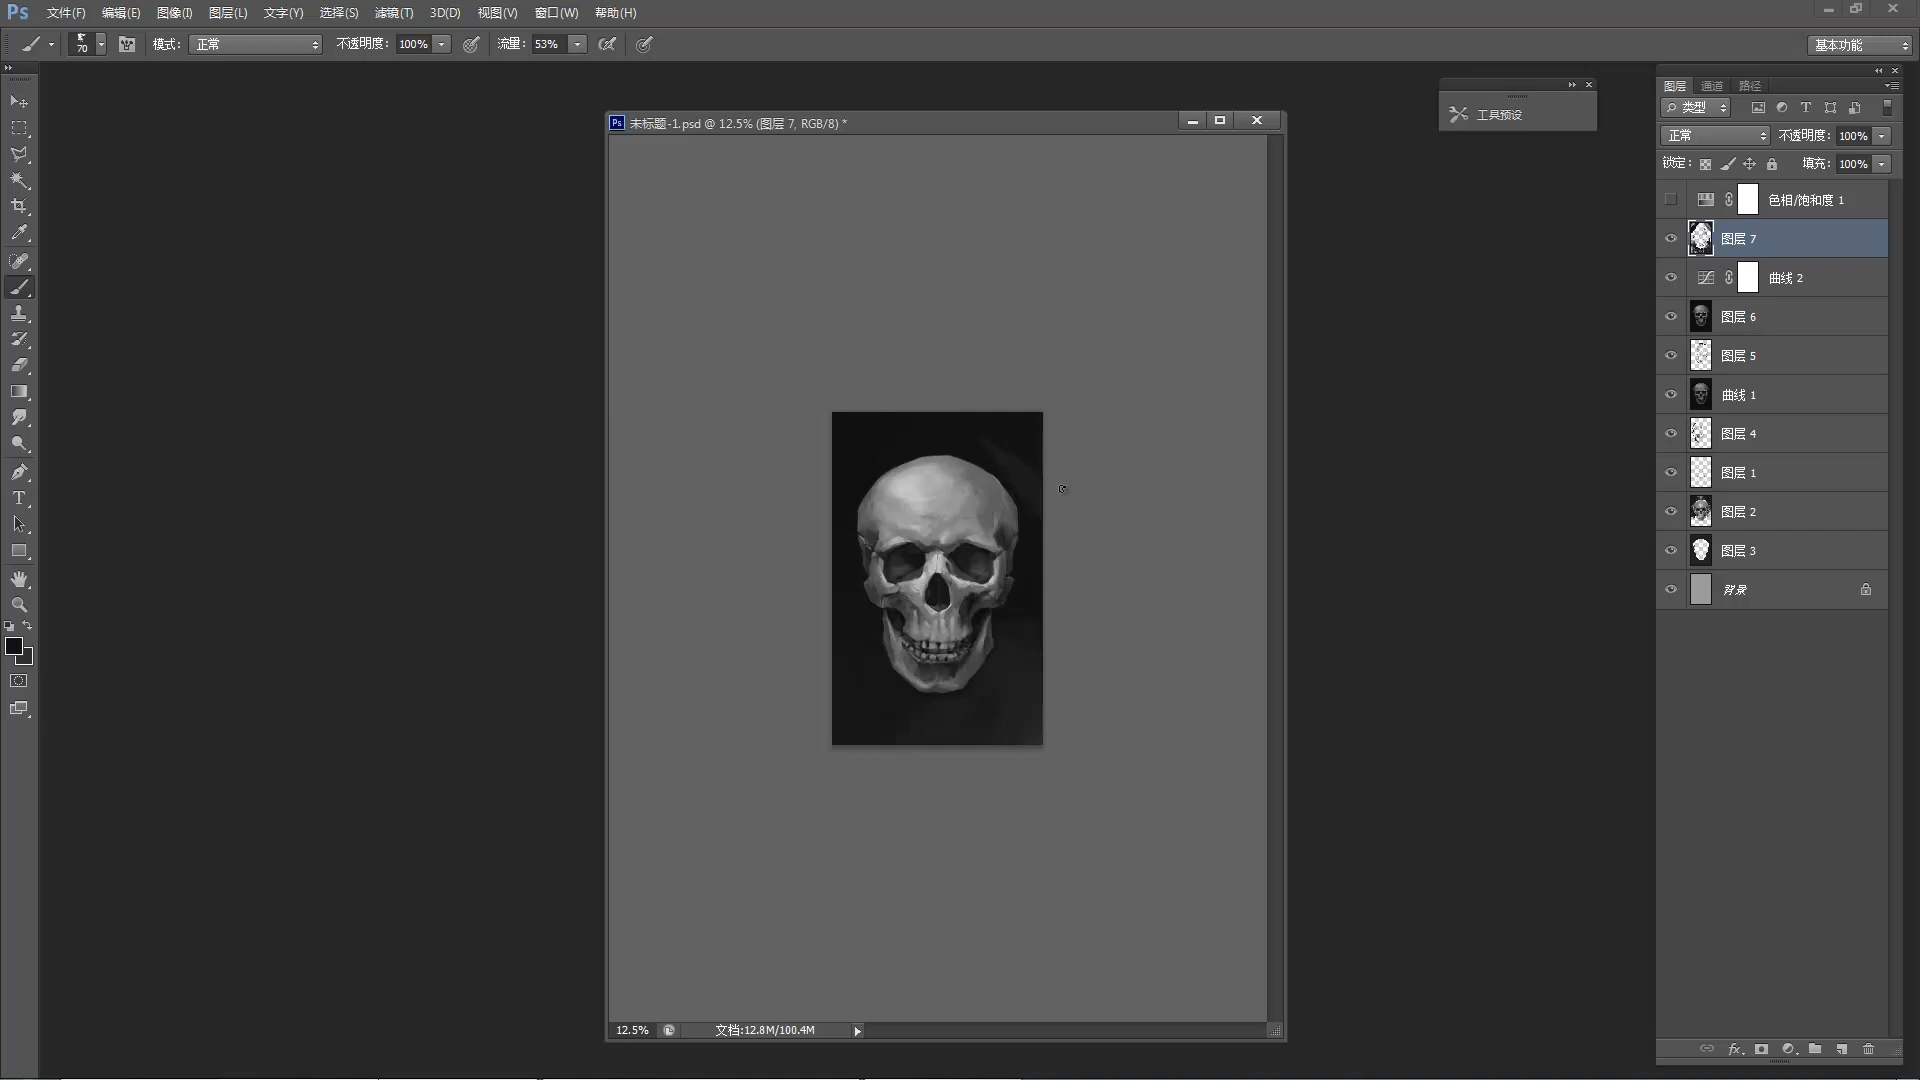 Ps 文件(F) 编辑(E) 图像(I) 图层(L) 文字(Y) 选择(S) 滤镜(T) 3D(D) 视图(V) 窗口(W) 帮助(H)
70 模式: 正常 不透明度: 100% 流量: 53% 基本功能
Ps 未标题-1.psd @ 12.5% (图层 7, RGB/8) *
工具预设
图层 通道 路径
类型
正常 不透明度: 100%
锁定: 填充: 100%
色相/饱和度 1
图层 7
曲线 2
图层 6
图层 5
曲线 1
图层 4
图层 1
图层 2
图层 3
背景
12.5% 文档:12.8M/100.4M